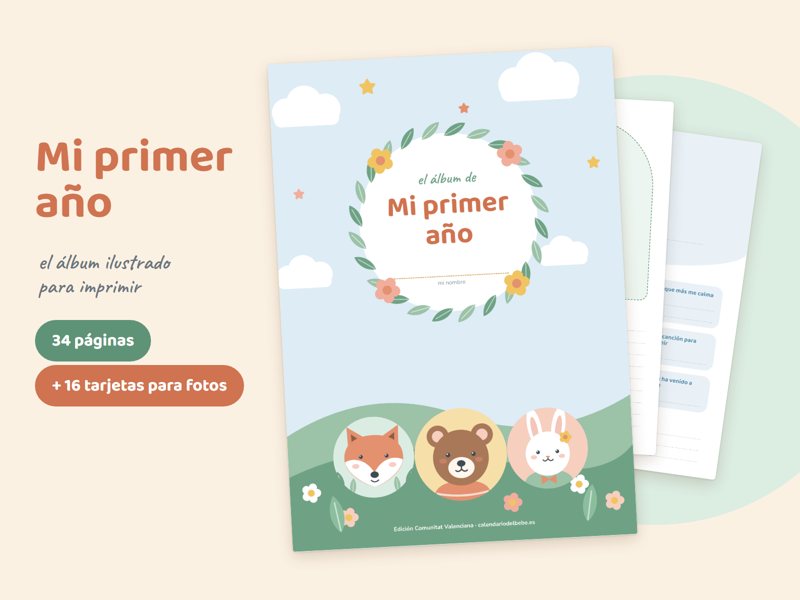 Mi primer
año
el álbum ilustrado
para imprimir
34 páginas
+ 16 tarjetas para fotos
el álbum de
Mi primer
año
mi nombre
Edición Comunitat Valenciana · calendariodelbebe.es
que más me calma
canción para
ha venido a